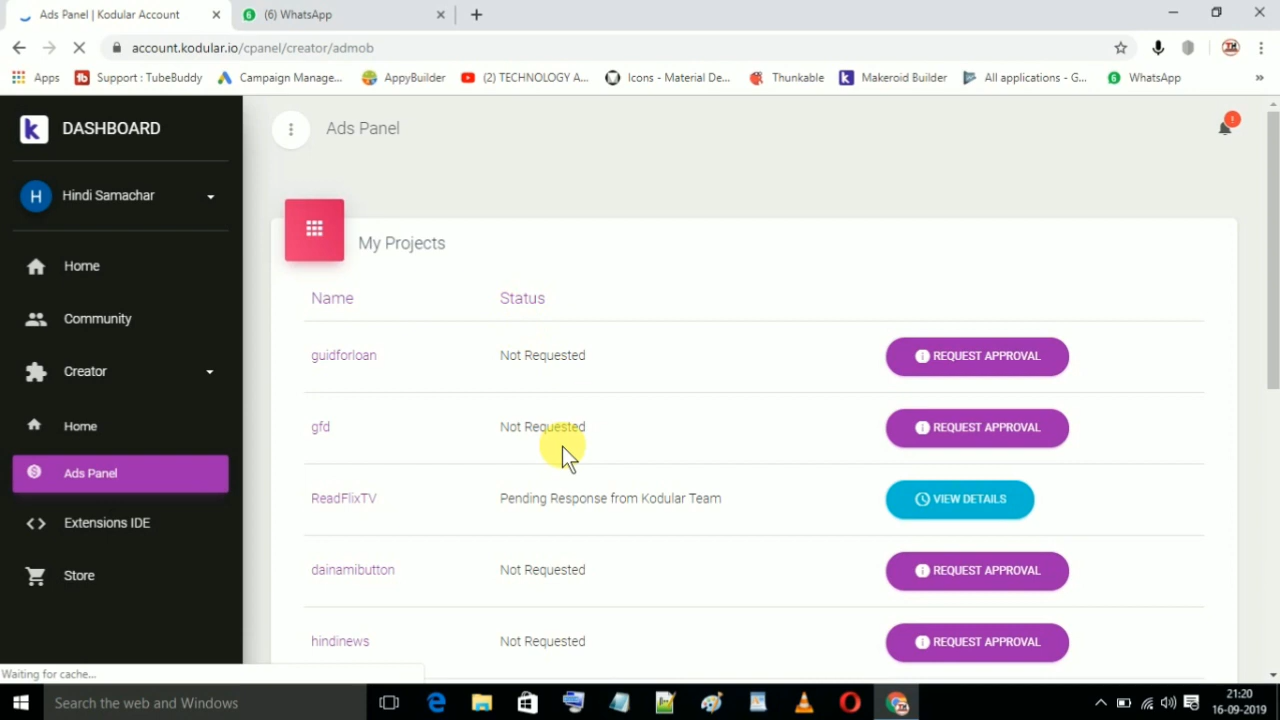 Ads Panel | Kodular Account
(6) WhatsApp
account.kodular.io/cpanel/creator/admob
Apps
Support : TubeBuddy
Campaign Manage...
AppyBuilder
(2) TECHNOLOGY A...
Icons - Material De...
Thunkable
Makeroid Builder
All applications - G...
WhatsApp
»
DASHBOARD
Ads Panel
H Hindi Samachar
My Projects
Home
Name Status
Community
guidforloan Not Requested REQUEST APPROVAL
Creator
gfd Not Requested REQUEST APPROVAL
Home
Ads Panel
ReadFlixTV Pending Response from Kodular Team VIEW DETAILS
Extensions IDE
dainamibutton Not Requested REQUEST APPROVAL
Store
hindinews Not Requested REQUEST APPROVAL
Waiting for cache...
Search the web and Windows
21:20
16-09-2019